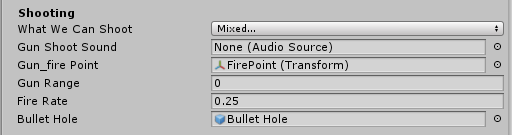 Shooting
What We Can Shoot Mixed...
Gun Shoot Sound None (Audio Source)
Gun_fire Point FirePoint (Transform)
Gun Range 0
Fire Rate 0.25
Bullet Hole Bullet Hole